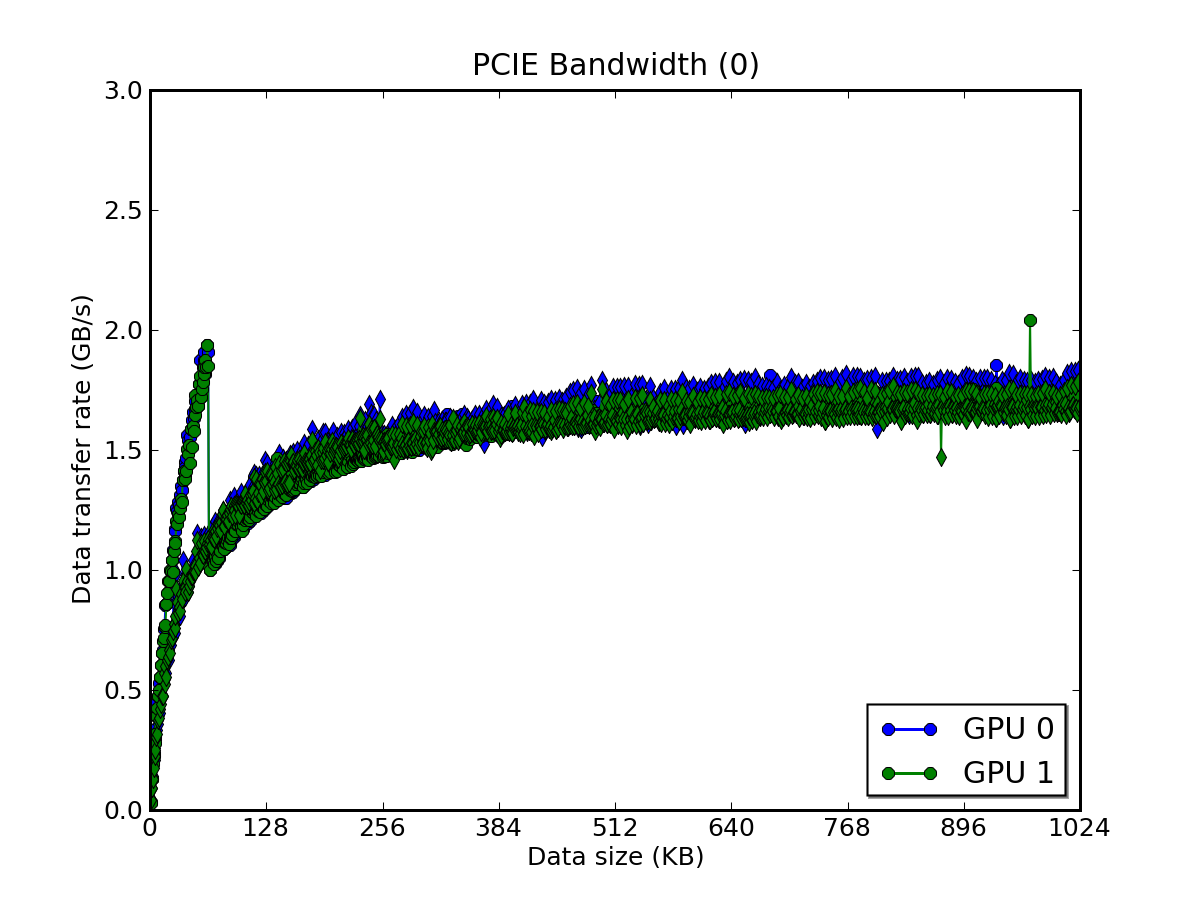 PCIE Bandwidth (0)
3.0
2.5
2.0
1.5
1.0
0.5
0.0
Data transfer rate (GB/s)
0 128 256 384 512 640 768 896 1024
Data size (KB)
GPU 0
GPU 1